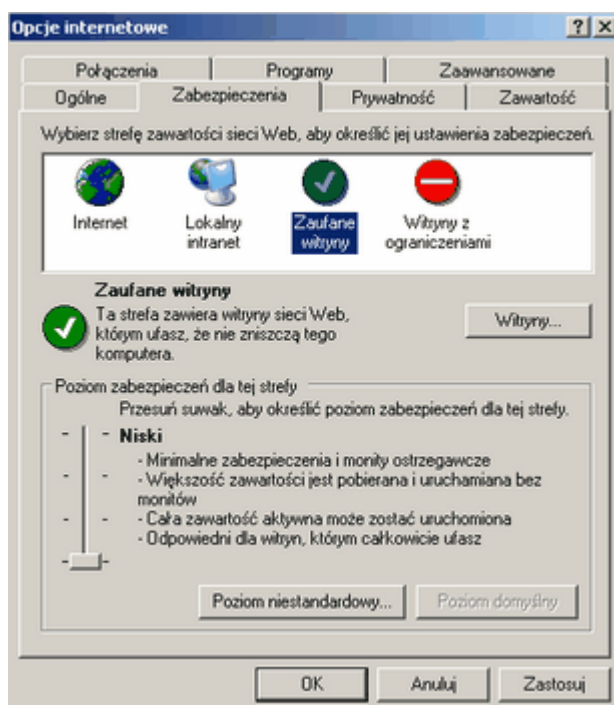 Opcje internetowe
Połączenia Programy Zaawansowane
Ogólne Zabezpieczenia Prywatność Zawartość
Wybierz strefę zawartości sieci Web, aby określić jej ustawienia zabezpieczeń.
Internet
Lokalny
intranet
Zaufane
witryny
Witryny z
ograniczeniami
Zaufane witryny
Ta strefa zawiera witryny sieci Web,
którym ufasz, że nie zniszczą tego
komputera.
Witryny...
Poziom zabezpieczeń dla tej strefy
Przesuń suwak, aby określić poziom zabezpieczeń dla tej strefy.
Niski
- Minimalne zabezpieczenia i monity ostrzegawcze
- Większość zawartości jest pobierana i uruchamiana bez
monitów
- Cała zawartość aktywna może zostać uruchomiona
- Odpowiedni dla witryn, którym całkowicie ufasz
Poziom niestandardowy... Poziom domyślny
OK Anuluj Zastosuj